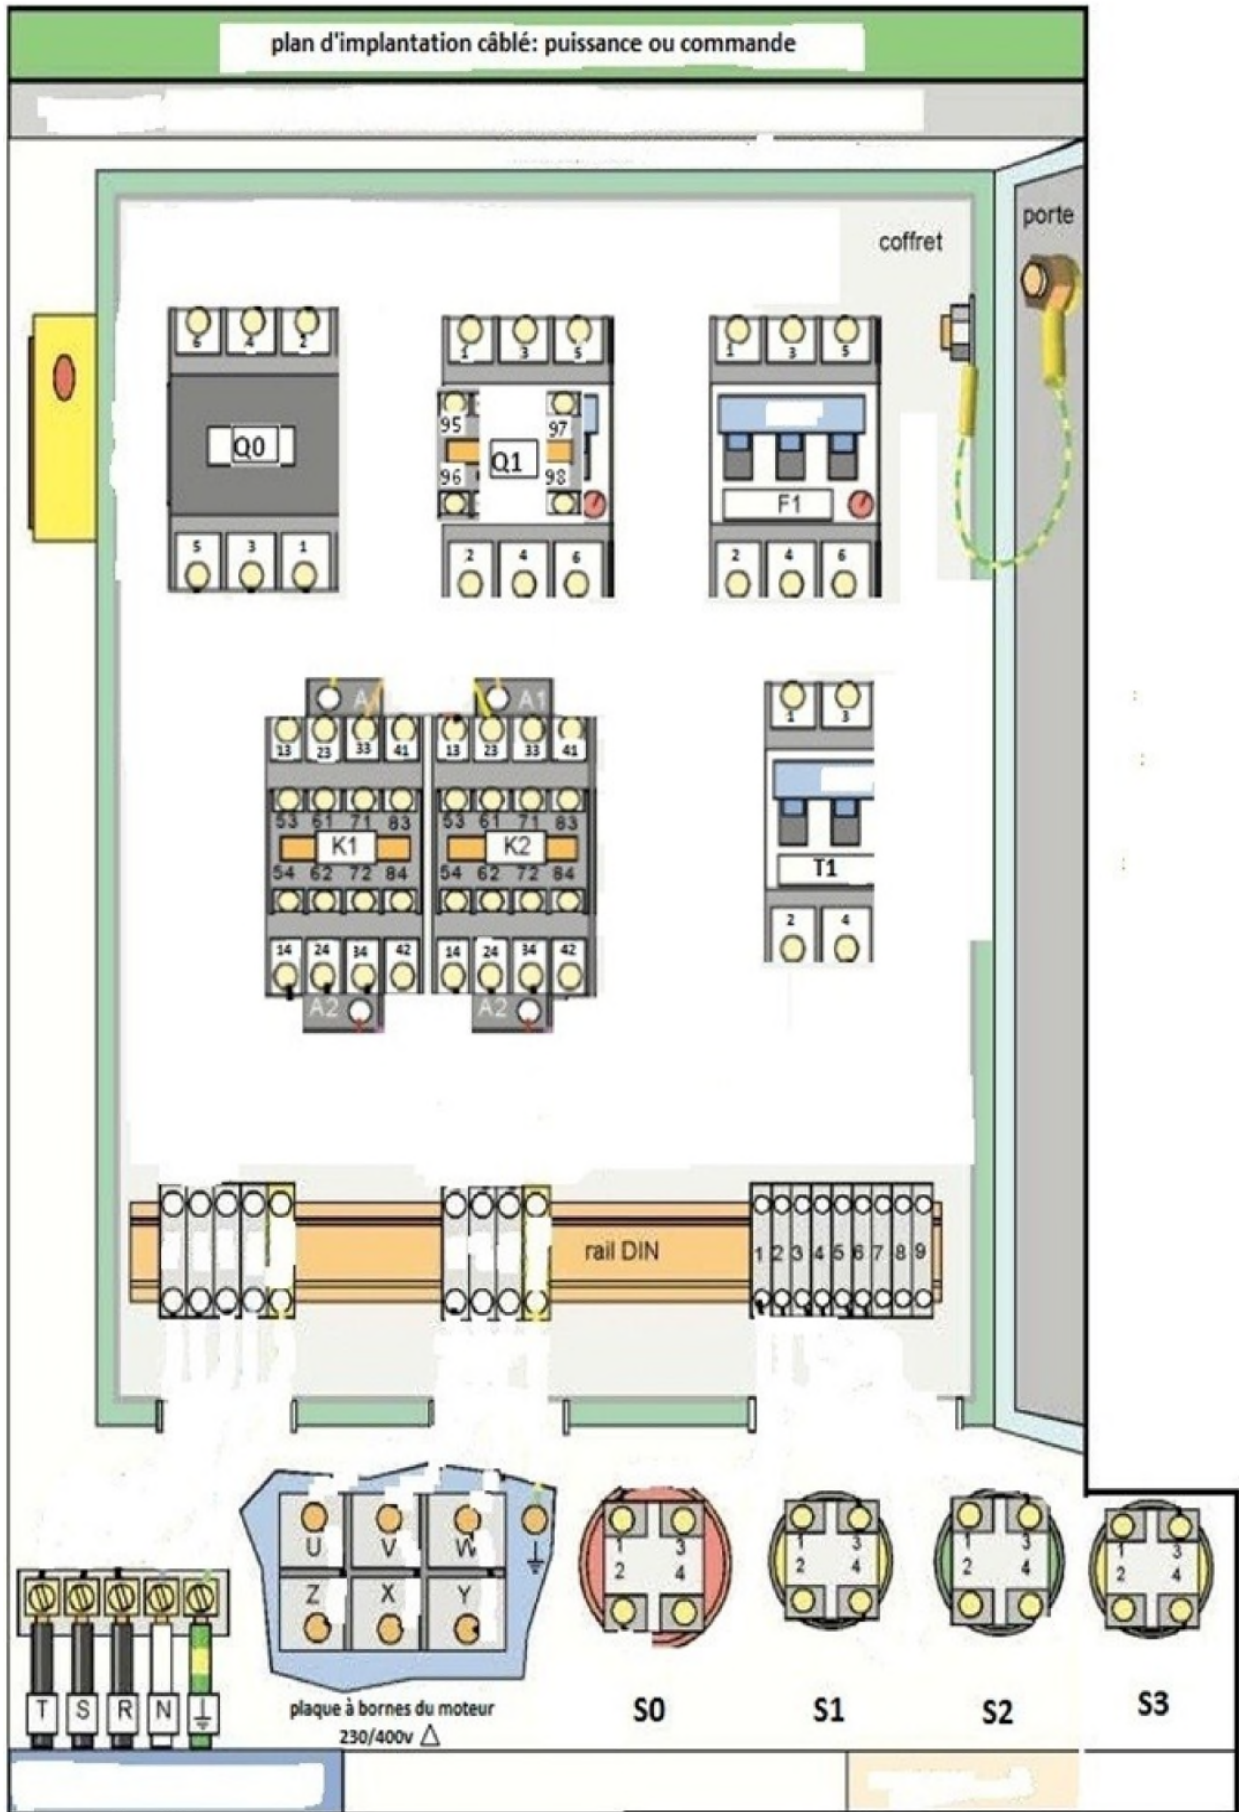 plan d'implantation câblé: puissance ou commande
porte
coffret
6 4 2
Q0
5 3 1
1 3 5
95 97
Q1
96 98
2 4 6
1 3 5
F1
2 4 6
A1
13 23 33 41
13 23 33 41
53 61 71 83
53 61 71 83
K1
K2
54 62 72 84
54 62 72 84
14 24 34 42
14 24 34 42
A2
A2
1 3
T1
2 4
rail DIN
1 2 3 4 5 6 7 8 9
U V W
Z X Y
plaque à bornes du moteur
230/400v △
T S R N
1 3
2 4
S0
1 3
2 4
S1
1 3
2 4
S2
1 3
2 4
S3